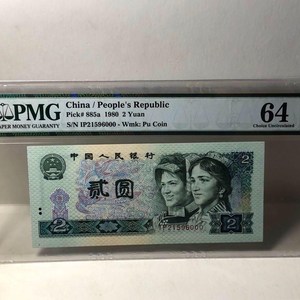 PMG
PAPER MONEY GUARANTY
China / People's Republic
Pick# 885a 1980 2 Yuan
S/N IP21596000 - Wmk: Pu Coin
64
Choice Uncirculated
中国人民银行
2
贰圆
2
2
IP21596000